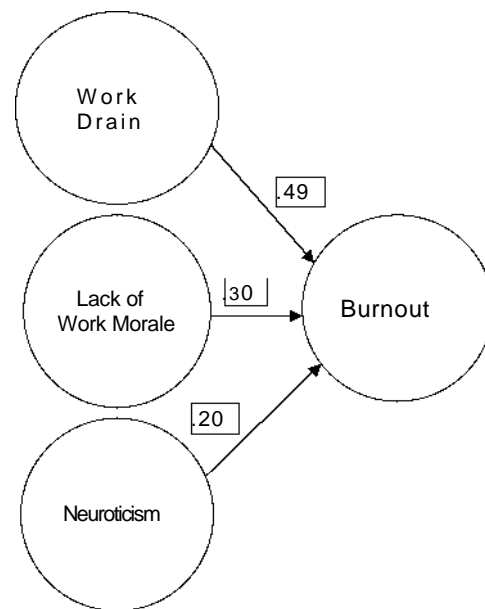 Work
Drain
.49
Lack of
Work Morale
.30
Burnout
.20
Neuroticism